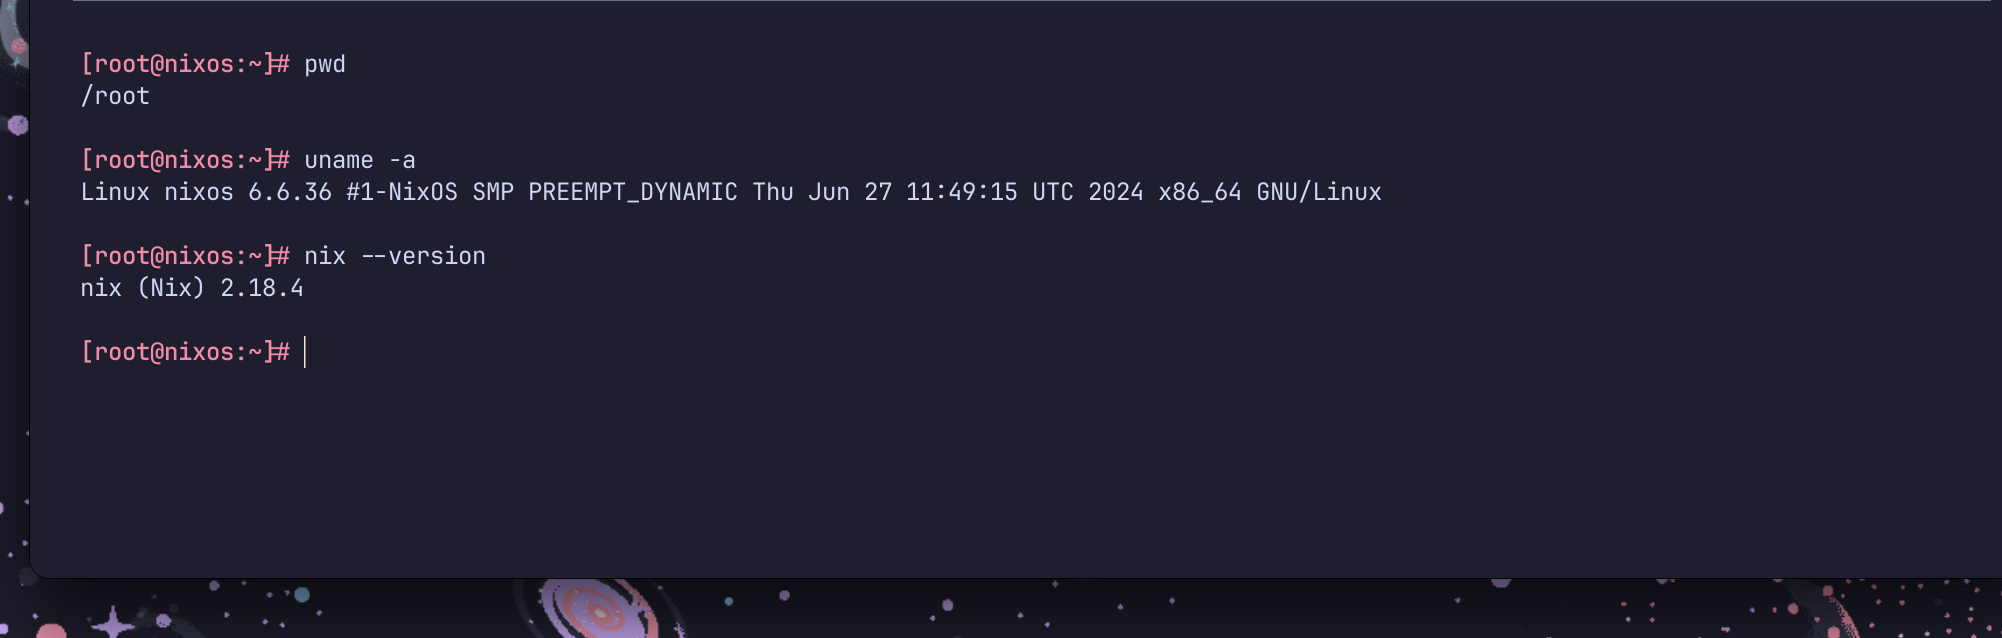 [root@nixos:~]# pwd
/root
[root@nixos:~]# uname -a
Linux nixos 6.6.36 #1-NixOS SMP PREEMPT_DYNAMIC Thu Jun 27 11:49:15 UTC 2024 x86_64 GNU/Linux
[root@nixos:~]# nix --version
nix (Nix) 2.18.4
[root@nixos:~]#